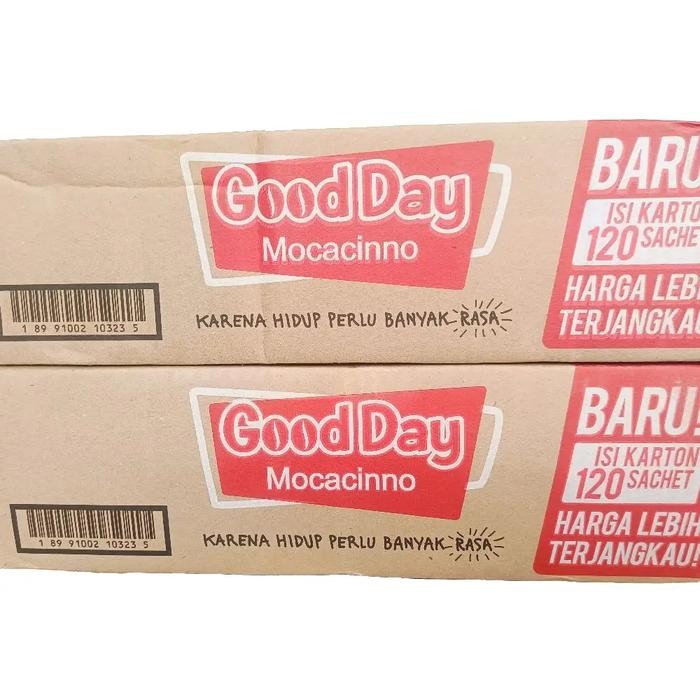 Good Day
Mocacinno
KARENA HIDUP PERLU BANYAK RASA
1 89 91002 10323 5
BARU!
ISI KARTON
120 SACHET
HARGA LEBIH
TERJANGKAU!
Good Day
Mocacinno
KARENA HIDUP PERLU BANYAK RASA
1 89 91002 10323 5
BARU!
ISI KARTON
120 SACHET
HARGA LEBIH
TERJANGKAU!